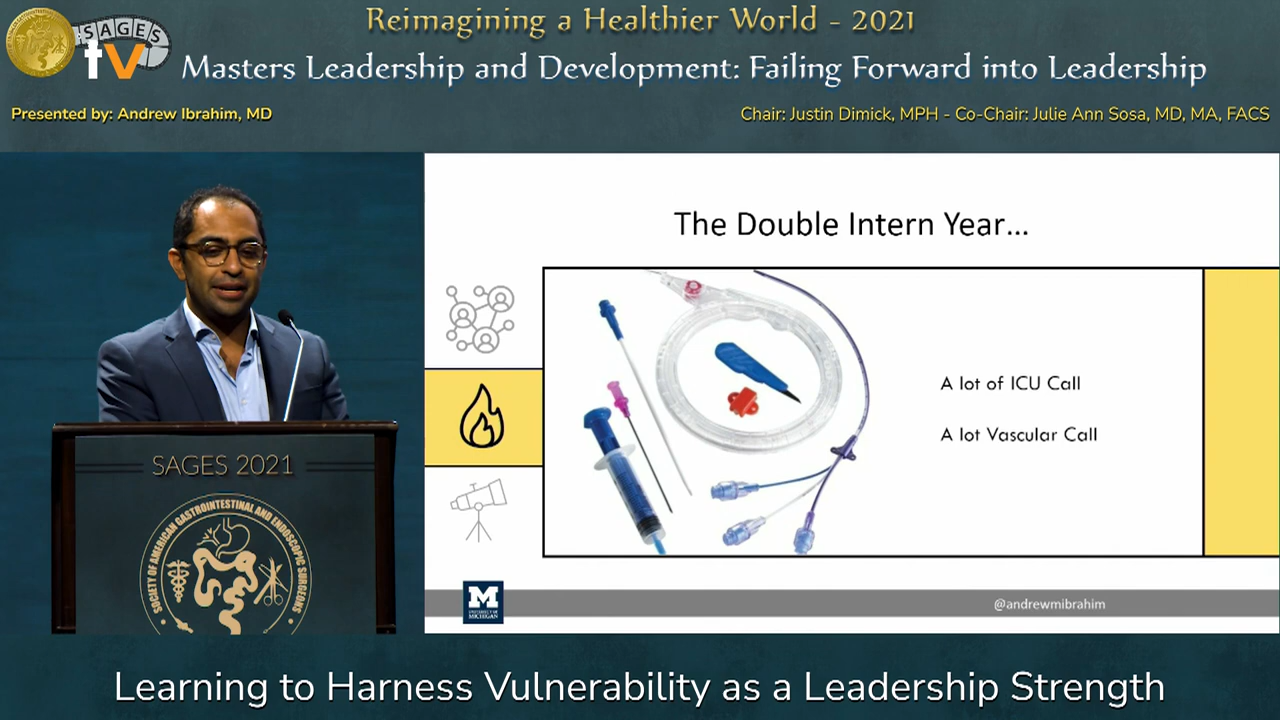 SAGES
tv
Reimagining a Healthier World - 2021
Masters Leadership and Development: Failing Forward into Leadership
Presented by: Andrew Ibrahim, MD
Chair: Justin Dimick, MPH - Co-Chair: Julie Ann Sosa, MD, MA, FACS
The Double Intern Year...
A lot of ICU Call
A lot Vascular Call
M
UNIVERSITY OF
MICHIGAN
@andrewmibrahim
SAGES 2021
SOCIETY OF AMERICAN GASTROINTESTINAL AND ENDOSCOPIC SURGEONS
Learning to Harness Vulnerability as a Leadership Strength